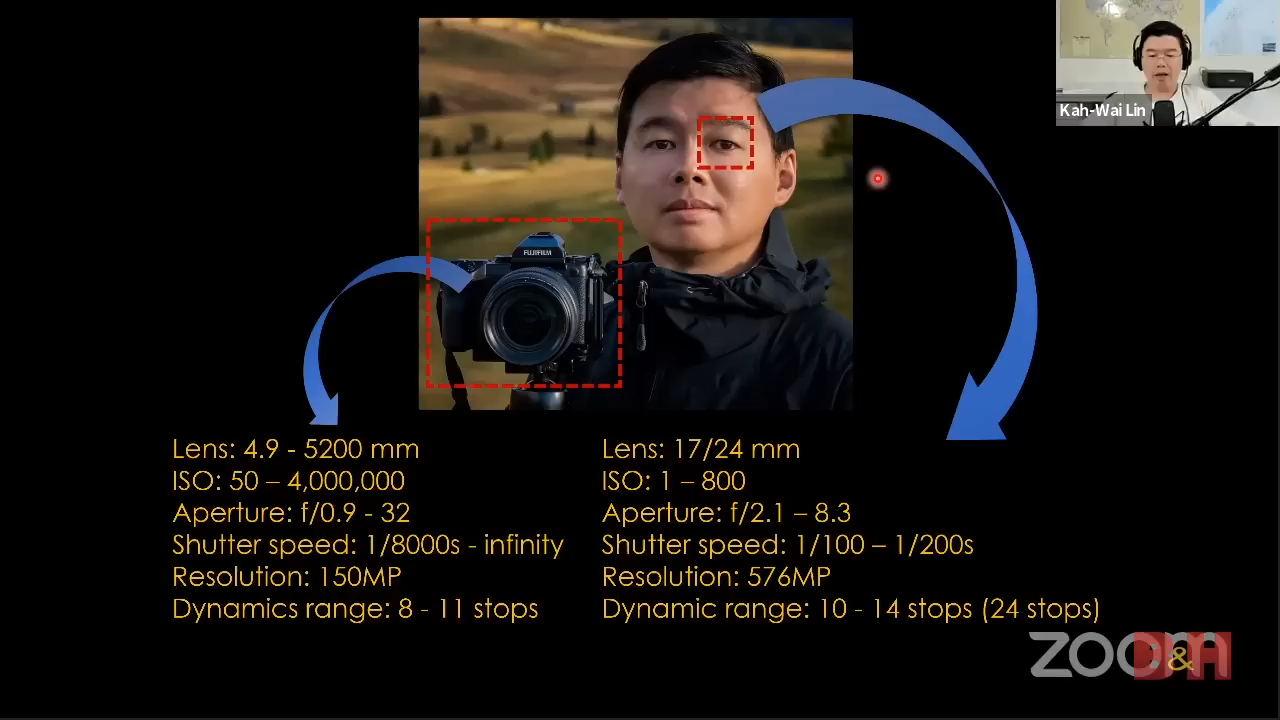 Kah-Wai Lin
FUJIFILM
Lens: 4.9 - 5200 mm
ISO: 50 – 4,000,000
Aperture: f/0.9 - 32
Shutter speed: 1/8000s - infinity
Resolution: 150MP
Dynamics range: 8 - 11 stops
Lens: 17/24 mm
ISO: 1 – 800
Aperture: f/2.1 – 8.3
Shutter speed: 1/100 – 1/200s
Resolution: 576MP
Dynamic range: 10 - 14 stops (24 stops)
zoom
B&H